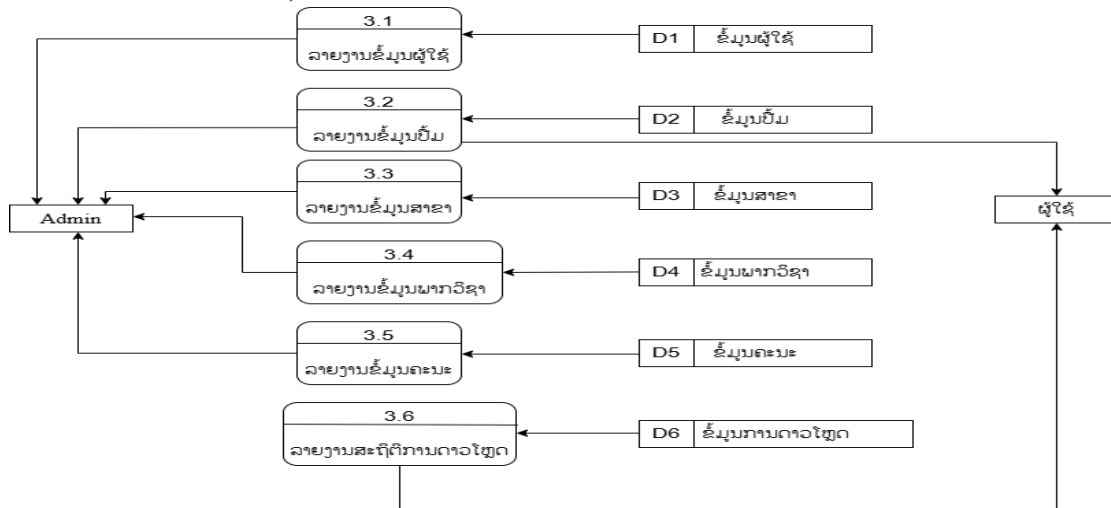 3.1
ລາຍງານຂໍ້ມູນຜູ້ໃຊ້
D1 ຂໍ້ມູນຜູ້ໃຊ້
3.2
ລາຍງານຂໍ້ມູນປຶ້ມ
D2 ຂໍ້ມູນປຶ້ມ
3.3
ລາຍງານຂໍ້ມູນສາຂາ
D3 ຂໍ້ມູນສາຂາ
Admin
ຜູ້ໃຊ້
3.4
ລາຍງານຂໍ້ມູນພາກວິຊາ
D4 ຂໍ້ມູນພາກວິຊາ
3.5
ລາຍງານຂໍ້ມູນຄະນະ
D5 ຂໍ້ມູນຄະນະ
3.6
ລາຍງານສະຖິຕິການດາວໂຫຼດ
D6 ຂໍ້ມູນການດາວໂຫຼດ